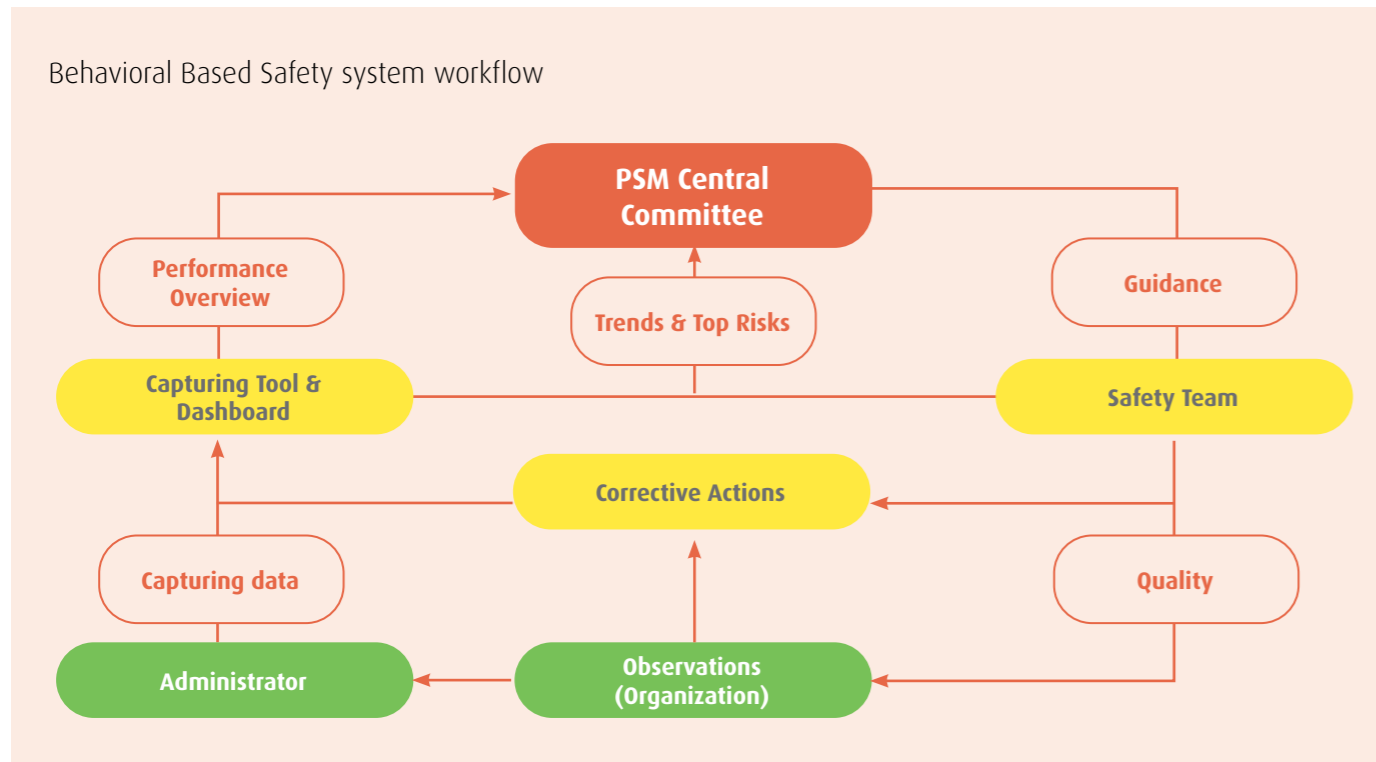 Behavioral Based Safety system workflow
PSM Central
Committee
Performance
Overview
Trends & Top Risks
Guidance
Capturing Tool &
Dashboard
Safety Team
Corrective Actions
Capturing data
Quality
Administrator
Observations
(Organization)